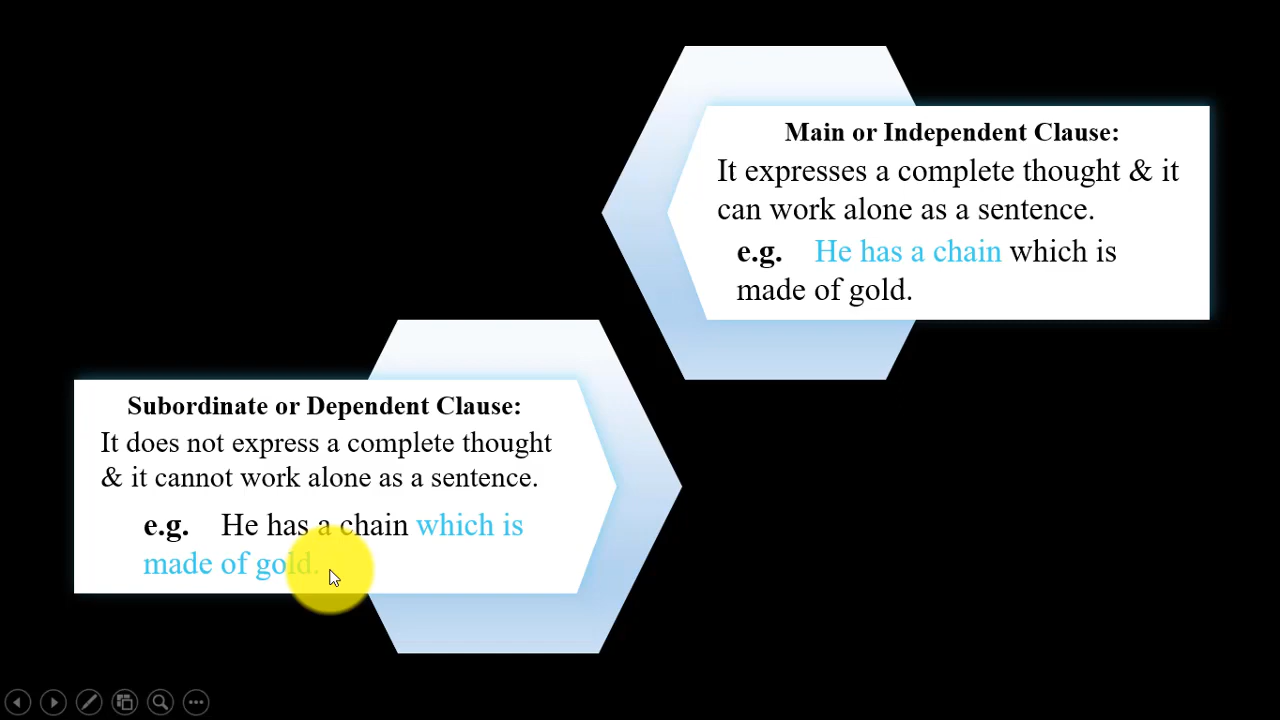 Main or Independent Clause:
It expresses a complete thought & it
can work alone as a sentence.
e.g. He has a chain which is
made of gold.
Subordinate or Dependent Clause:
It does not express a complete thought
& it cannot work alone as a sentence.
e.g. He has a chain which is
made of gold.